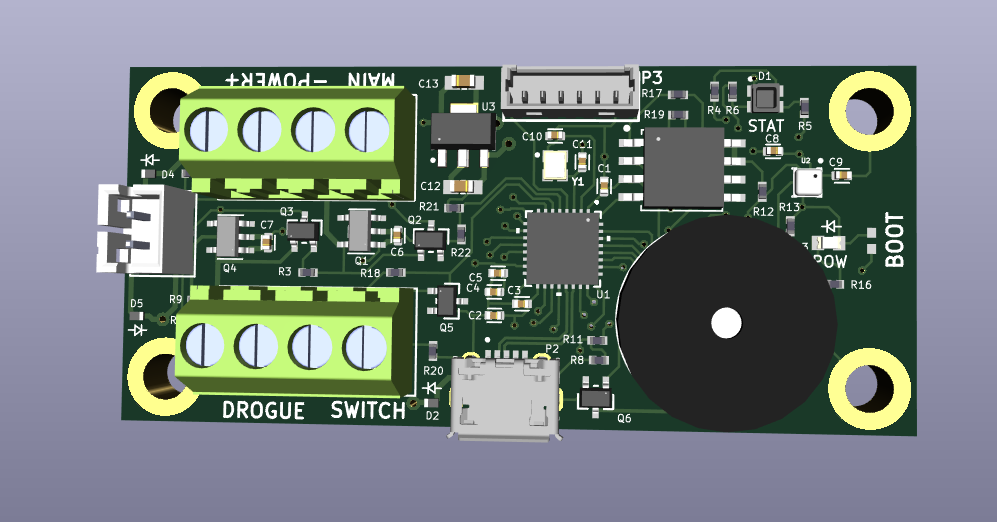 MAIN -POWER+
C13
U3
P3
R17
R19
R4
R6
D1
STAT
R5
C10
C11
Y1
C1
C8
U2
C9
D4
C12
R21
R12
R13
Q3
C7
Q4
Q1
Q2
C6
R22
R3
R18
BOOT
POW
R16
C5
C4
C3
C2
U1
D5
R9
Q5
R11
R8
P2
R20
D2
Q6
DROGUE SWITCH